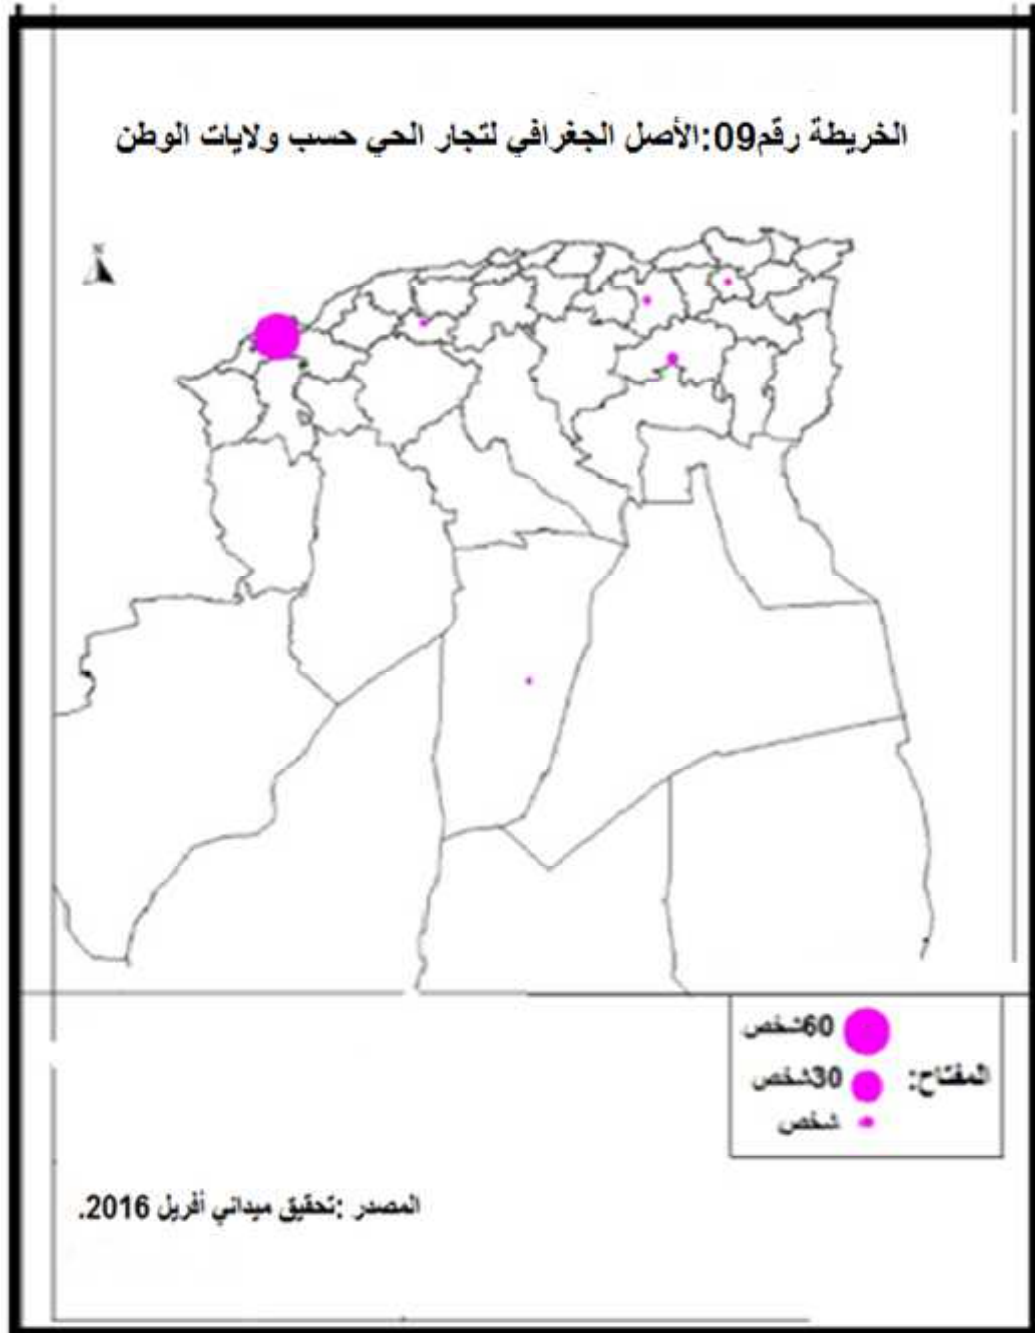 الخريطة رقم09:الأصل الجغرافي لتجار الحي حسب ولايات الوطن
N
60شخص
المفتاح:
30شخص
شخص
المصدر :تحقيق ميداني أفريل 2016.